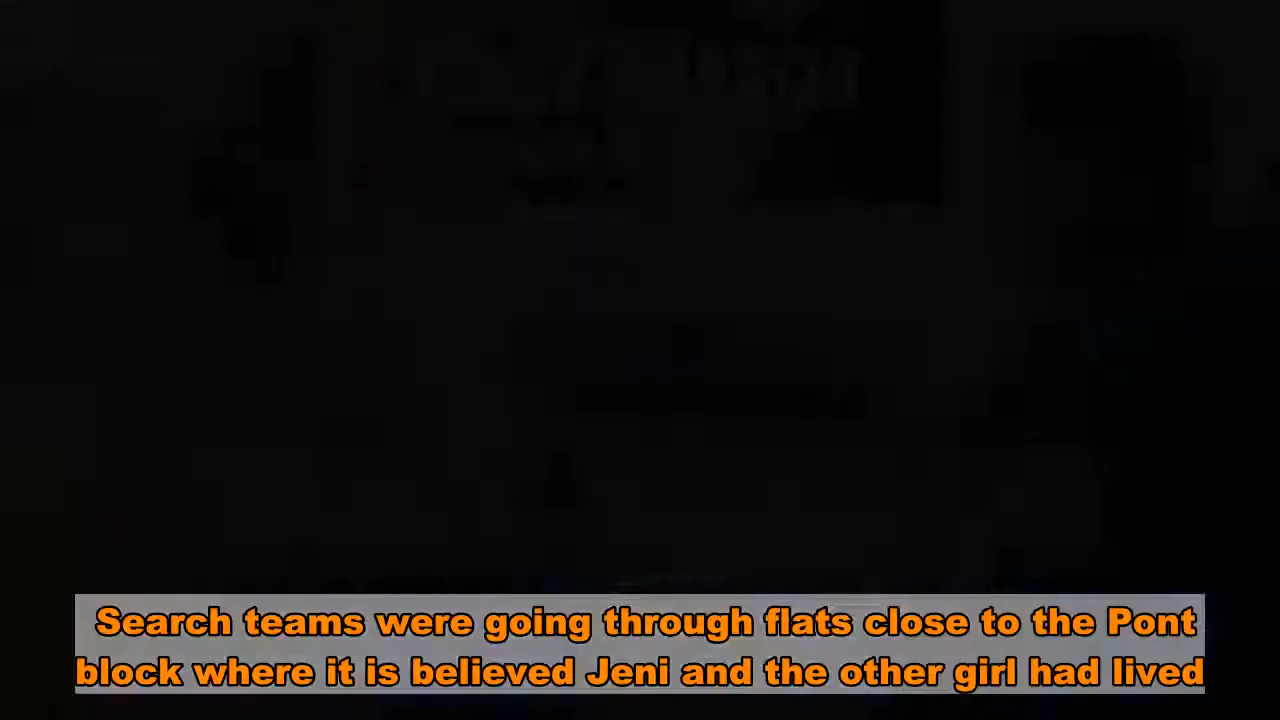 Search teams were going through flats close to the Pont
block where it is believed Jeni and the other girl had lived